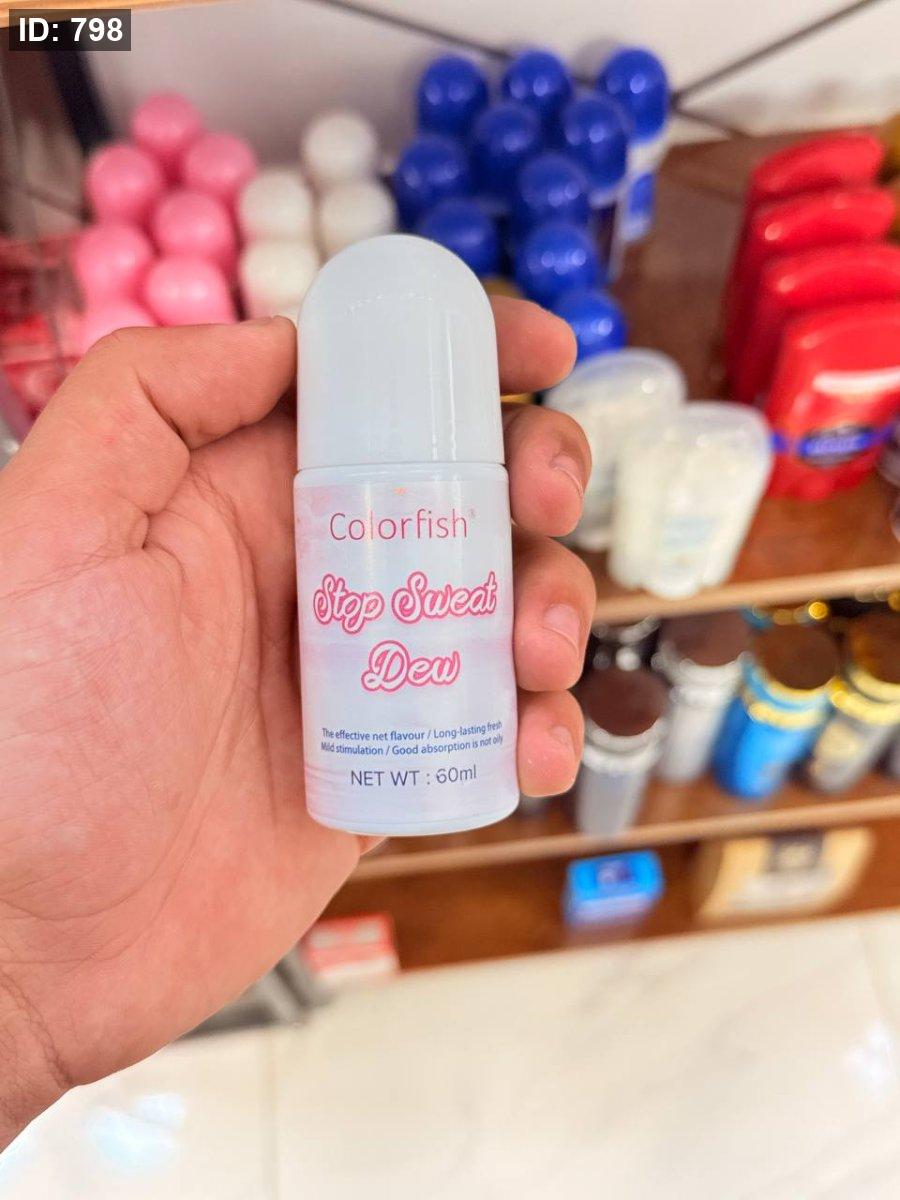 ID: 798
Colorfish®
Stop Sweat
Dew
The effective net flavour / Long-lasting fresh
Mild stimulation / Good absorption is not oily
NET WT : 60ml